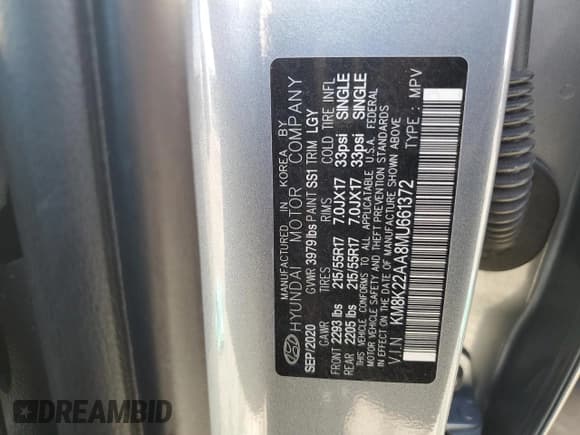 MANUFACTURED IN KOREA BY
HYUNDAI MOTOR COMPANY
SEP/2020 GVWR 3979 lbs PAINT SS1 TRIM LGY
GAWR TIRES RIMS COLD TIRE INFL
FRONT 2293 lbs 215/55R17 7.0JX17 33psi SINGLE
REAR 2205 lbs 215/55R17 7.0JX17 33psi SINGLE
THIS VEHICLE CONFORMS TO ALL APPLICATABLE U.S.A. FEDERAL
MOTOR VEHICLE SAFETY, AND THEFT PREVENTION STANDARDS
IN EFFECT ON THE DATE OF MANUFACTURE SHOWN ABOVE
V.I.N KM8K22AA8MU661372 TYPE : MPV
DREAMBID